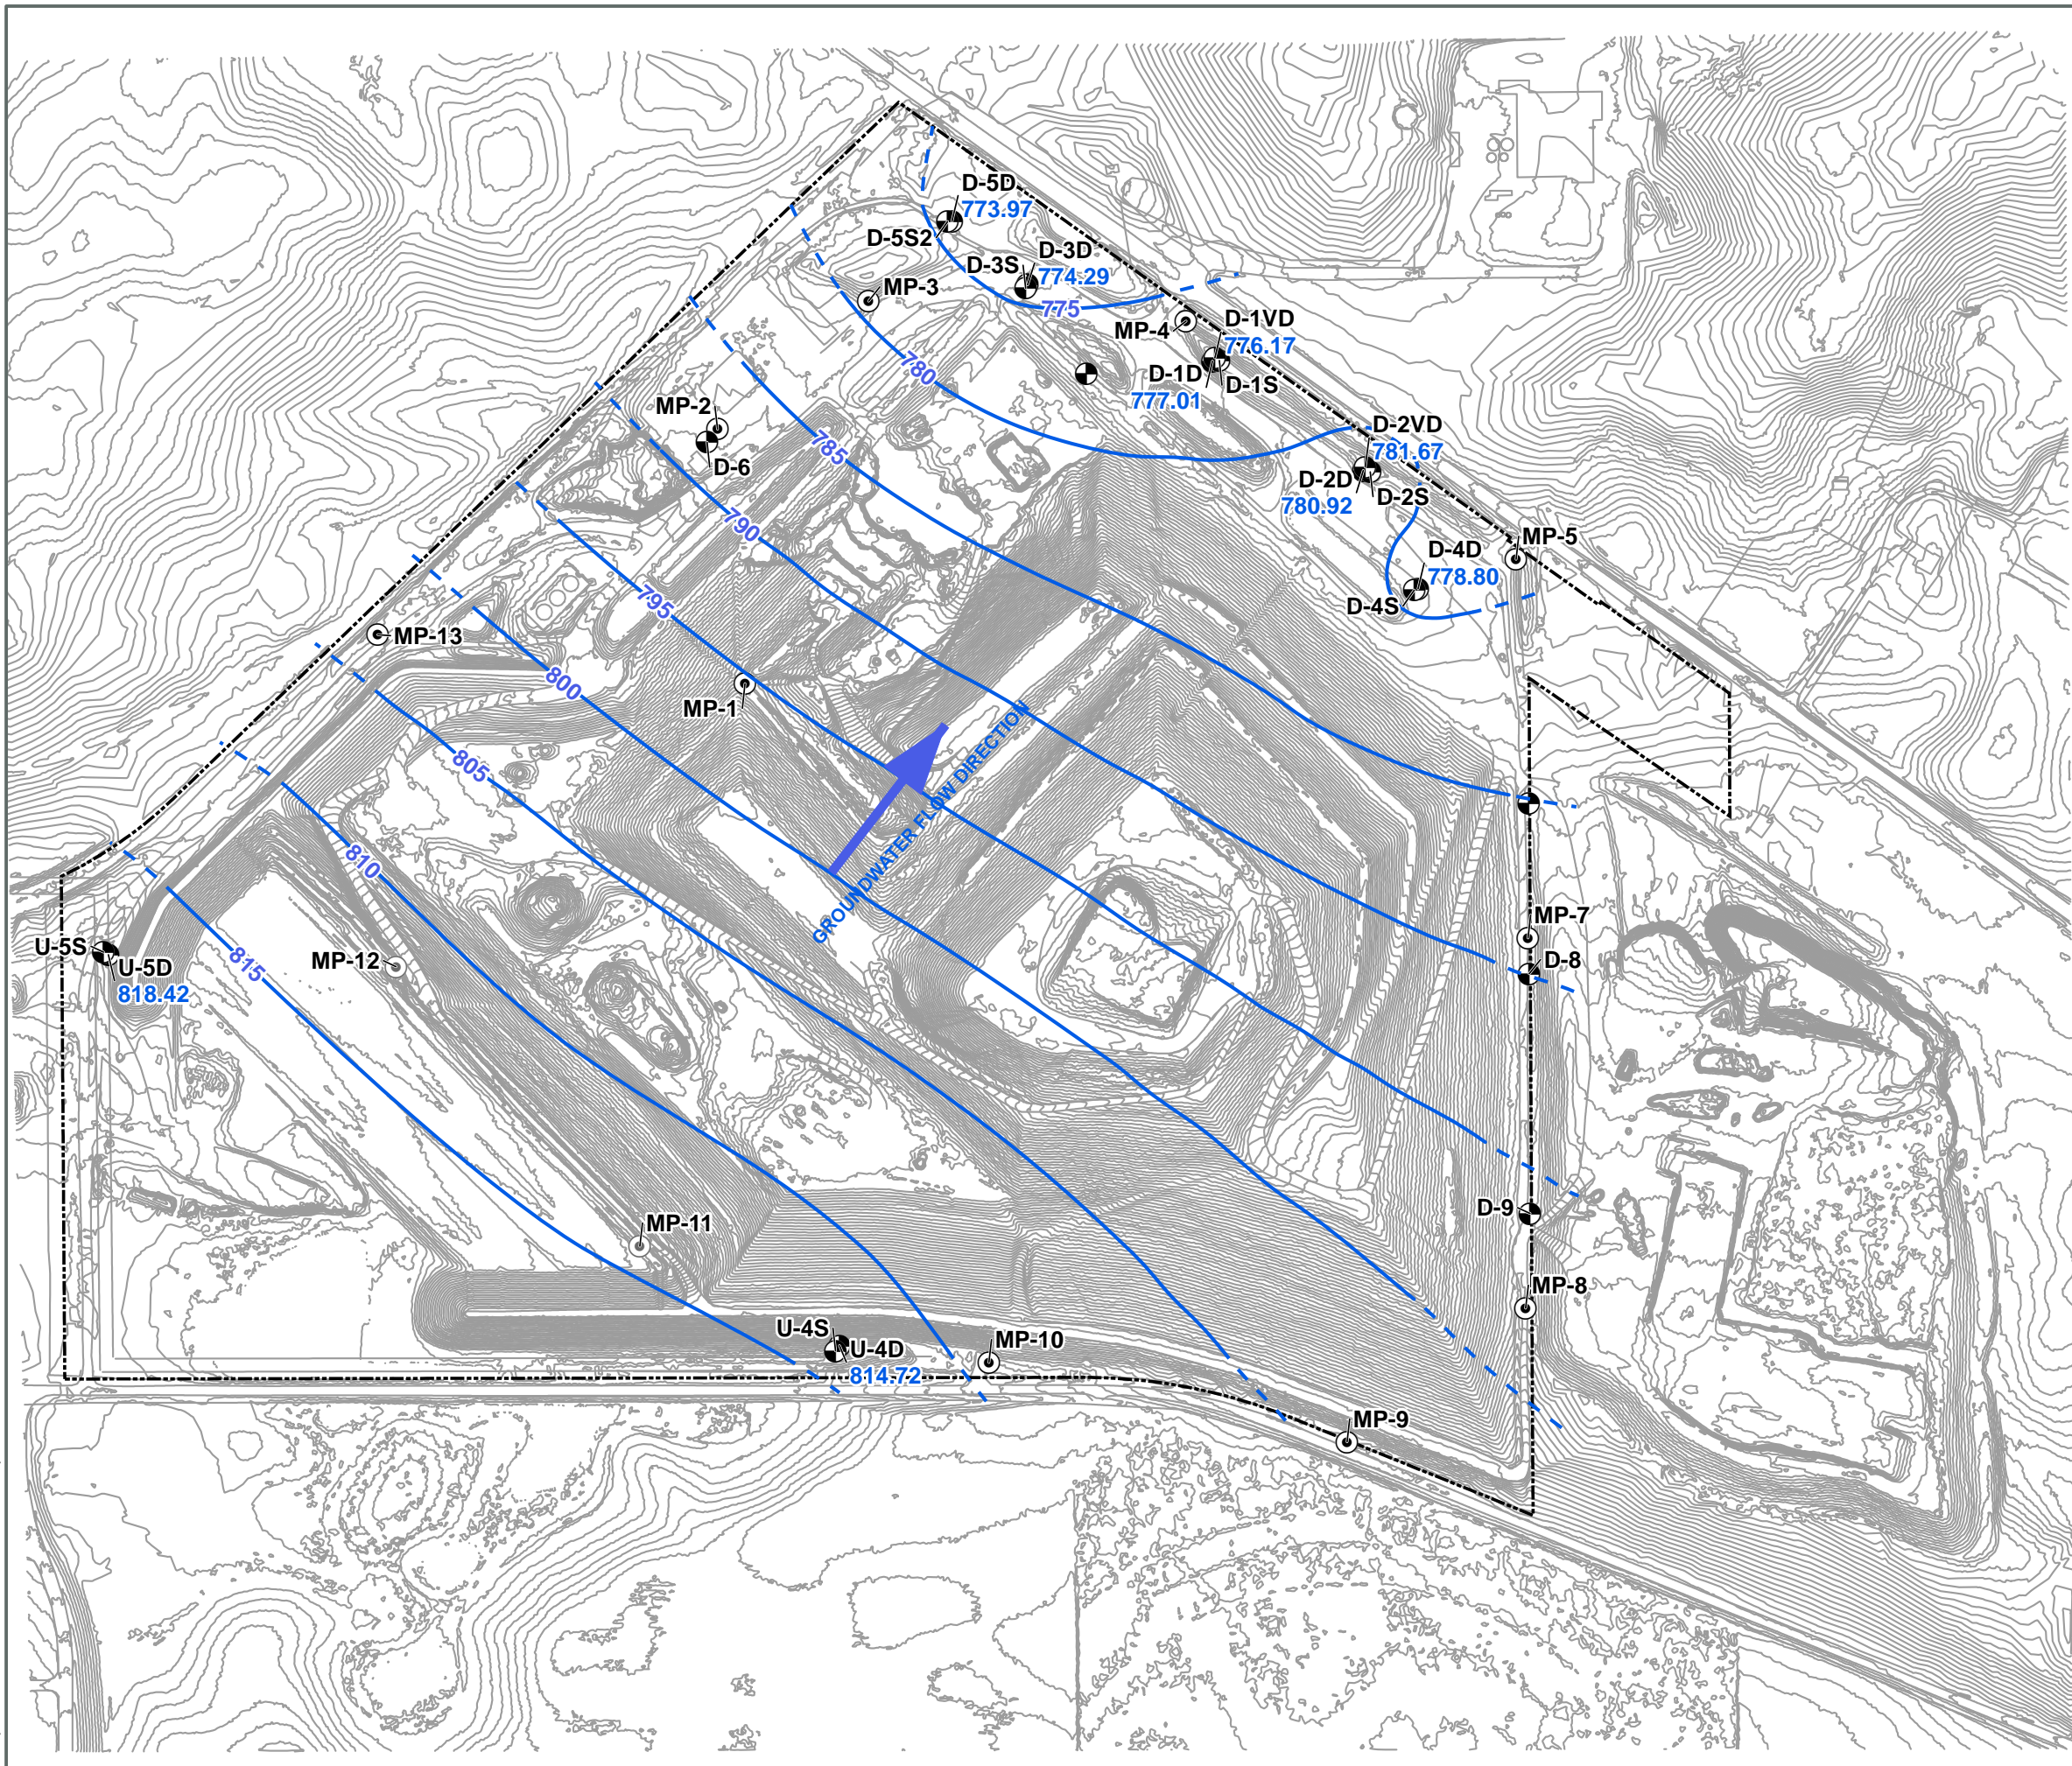 D-5D
773.97
D-5S2
D-3D
D-3S
774.29
MP-3
775
D-1VD
MP-4
776.17
780
D-1D
D-1S
777.01
MP-2
D-2VD
785
781.67
D-6
D-2D
D-2S
780.92
790
MP-5
D-4D
778.80
795
D-4S
MP-13
800
MP-1
GROUNDWATER FLOW DIRECTION
805
810
MP-7
U-5S
815
MP-12
D-8
U-5D
818.42
D-9
MP-11
MP-8
U-4S
MP-10
U-4D
814.72
MP-9